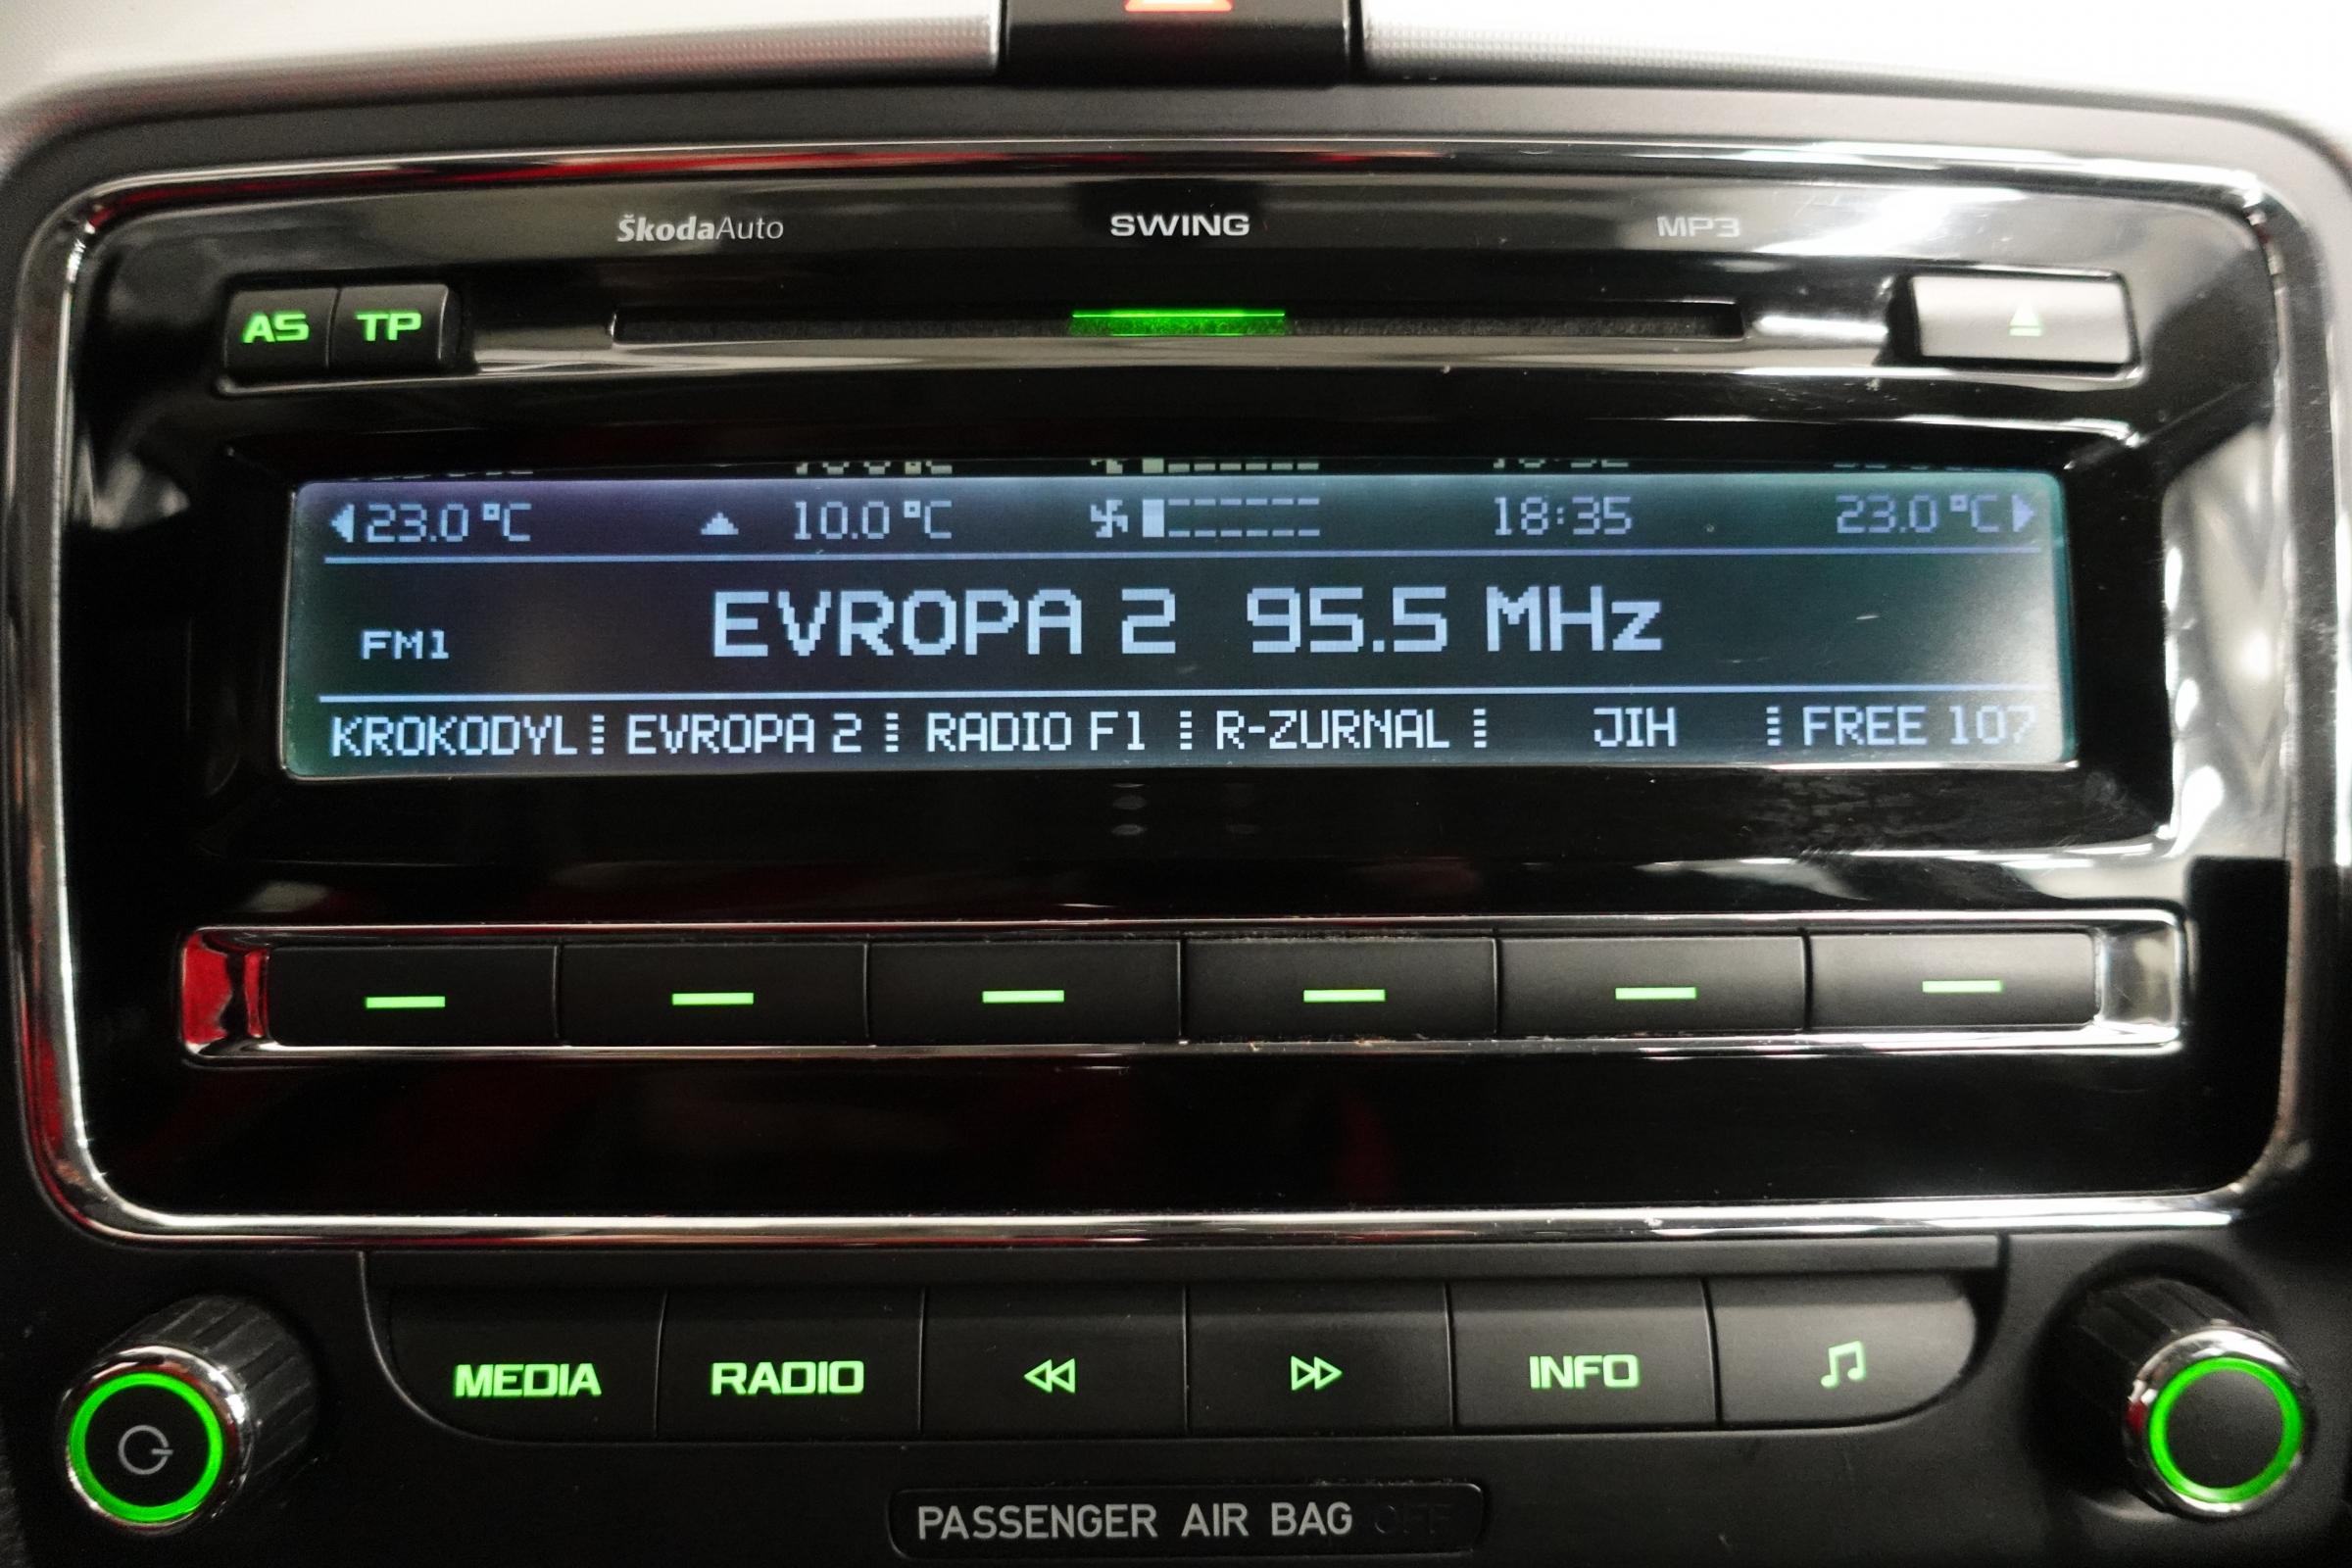 ŠkodaAuto SWING MP3
AS TP
23.0°C 10.0°C 18:35 23.0°C
FM1 EVROPA 2 95.5 MHz
KROKODYL EVROPA 2 RADIO F1 R-ZURNAL JIH FREE 107
MEDIA RADIO INFO
PASSENGER AIR BAG OFF